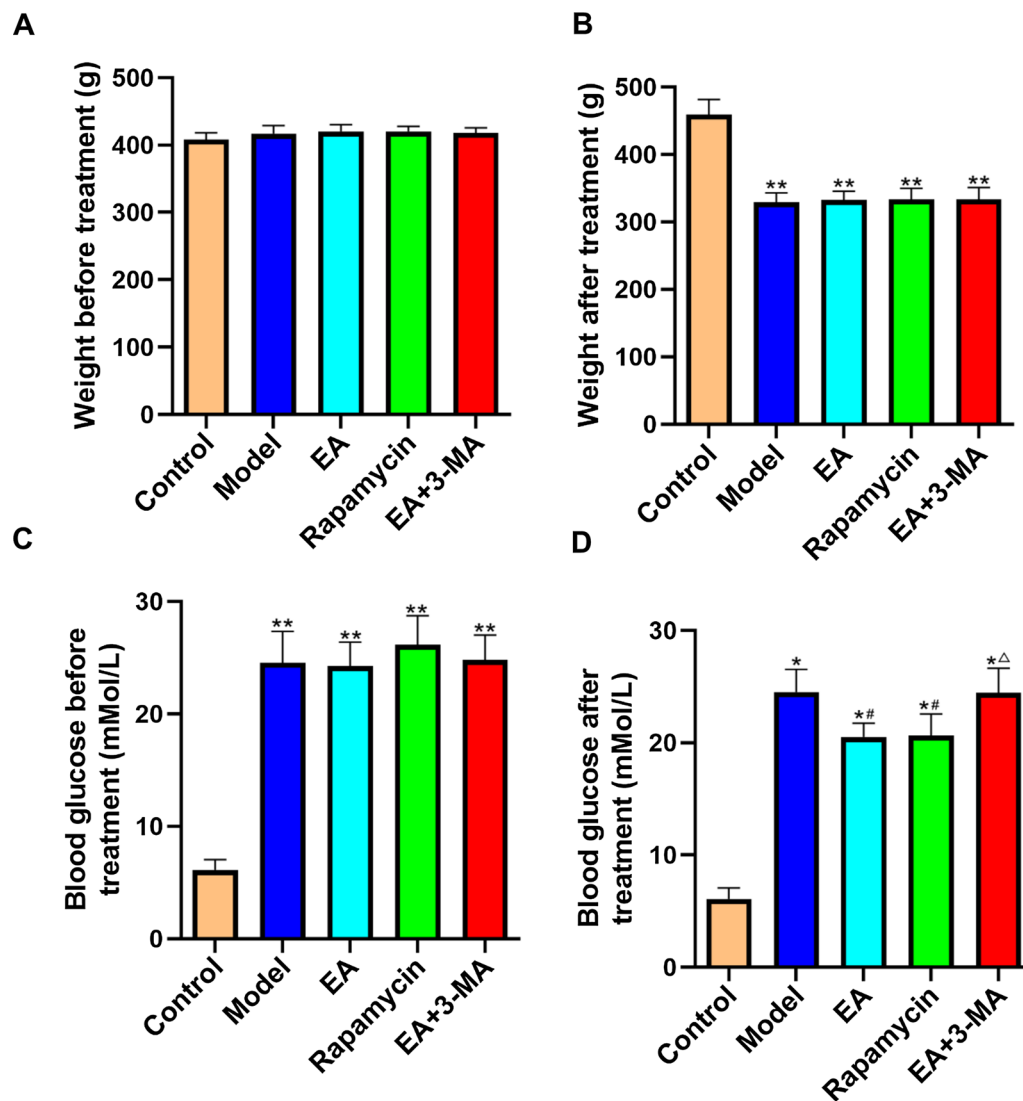 A
Weight before treatment (g)
500
400
300
200
100
0
Control
Model
EA
Rapamycin
EA+3-MA
B
Weight after treatment (g)
500
400
300
200
100
0
**
**
**
**
Control
Model
EA
Rapamycin
EA+3-MA
C
Blood glucose before
treatment (mMol/L)
30
20
10
0
**
**
**
**
Control
Model
EA
Rapamycin
EA+3-MA
D
Blood glucose after
treatment (mMol/L)
30
20
10
0
*
*#
*#
*△
Control
Model
EA
Rapamycin
EA+3-MA